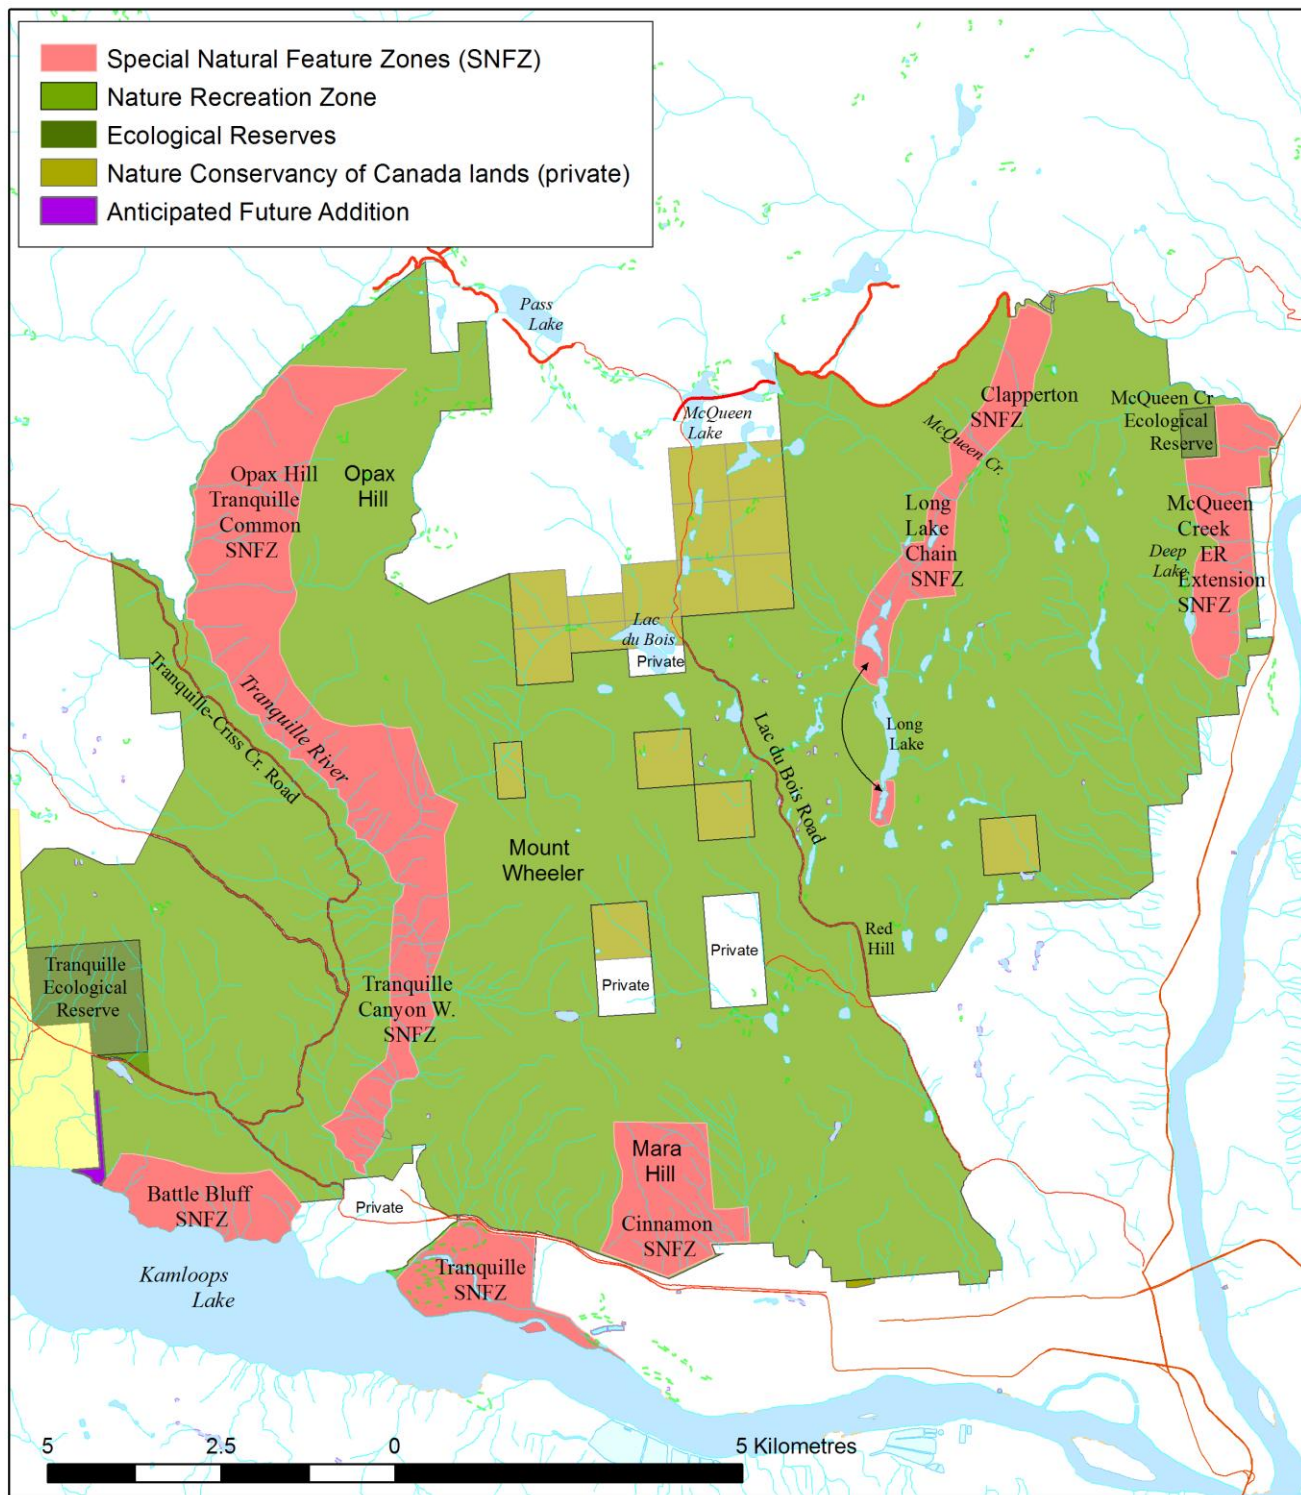 Special Natural Feature Zones (SNFZ)
Nature Recreation Zone
Ecological Reserves
Nature Conservancy of Canada lands (private)
Anticipated Future Addition
Pass
Lake
McQueen
Lake
Clapperton
SNFZ
McQueen Cr.
McQueen Cr
Ecological
Reserve
Opax Hill
Tranquille
Common
SNFZ
Opax
Hill
Long
Lake
Chain
SNFZ
McQueen
Creek
ER
Extension
SNFZ
Deep
Lake
Lac
du Bois
Private
Tranquille-Criss Cr. Road
Tranquille River
Lac du Bois Road
Long
Lake
Mount
Wheeler
Red
Hill
Private
Private
Tranquille
Ecological
Reserve
Tranquille
Canyon W.
SNFZ
Mara
Hill
Cinnamon
SNFZ
Battle Bluff
SNFZ
Private
Tranquille
SNFZ
Kamloops
Lake
5 2.5 0 5 Kilometres